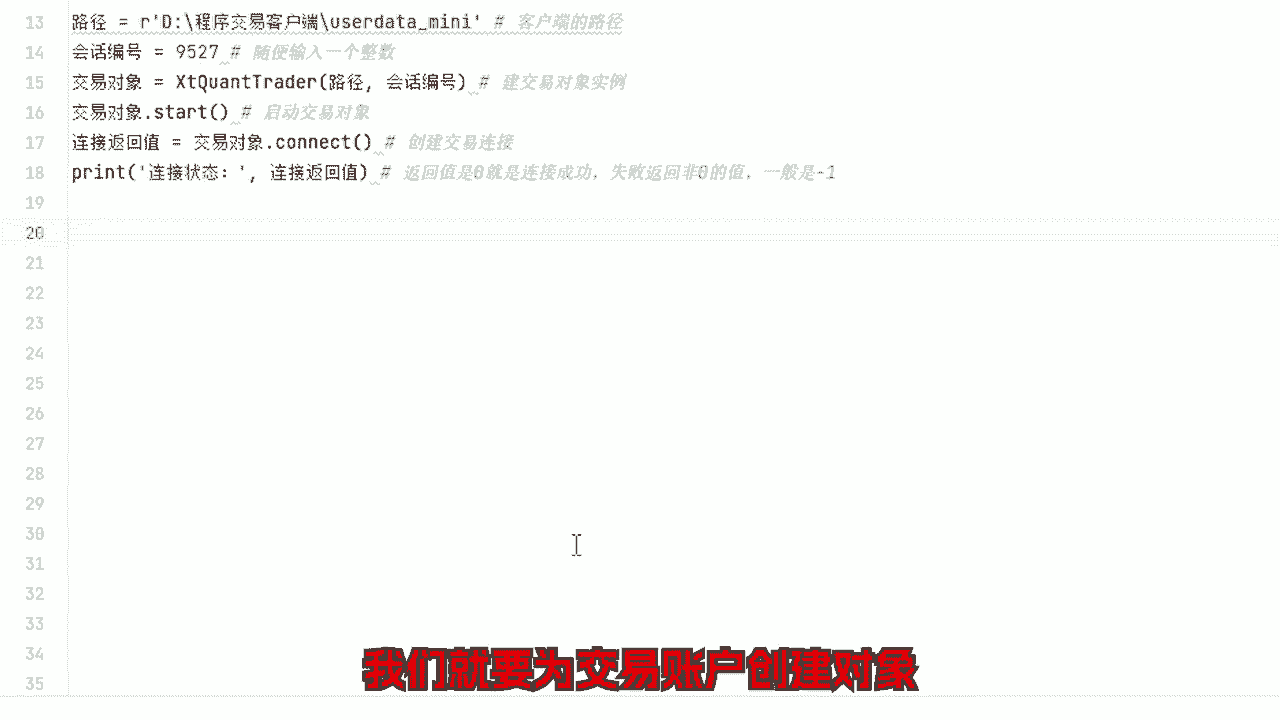 13 路径 = r'D:\程序交易客户端\userdata_mini' # 客户端的路径
14 会话编号 = 9527 # 随便输入一个整数
15 交易对象 = XtQuantTrader(路径, 会话编号) # 建交易对象实例
16 交易对象.start() # 启动交易对象
17 连接返回值 = 交易对象.connect() # 创建交易连接
18 print('连接状态：', 连接返回值) # 返回值是0就是连接成功，失败返回非0的值，一般是-1
19
20
21
22
23
24
25
26
27
28
29
30
31
32
33
34
35
我们就要为交易账户创建对象